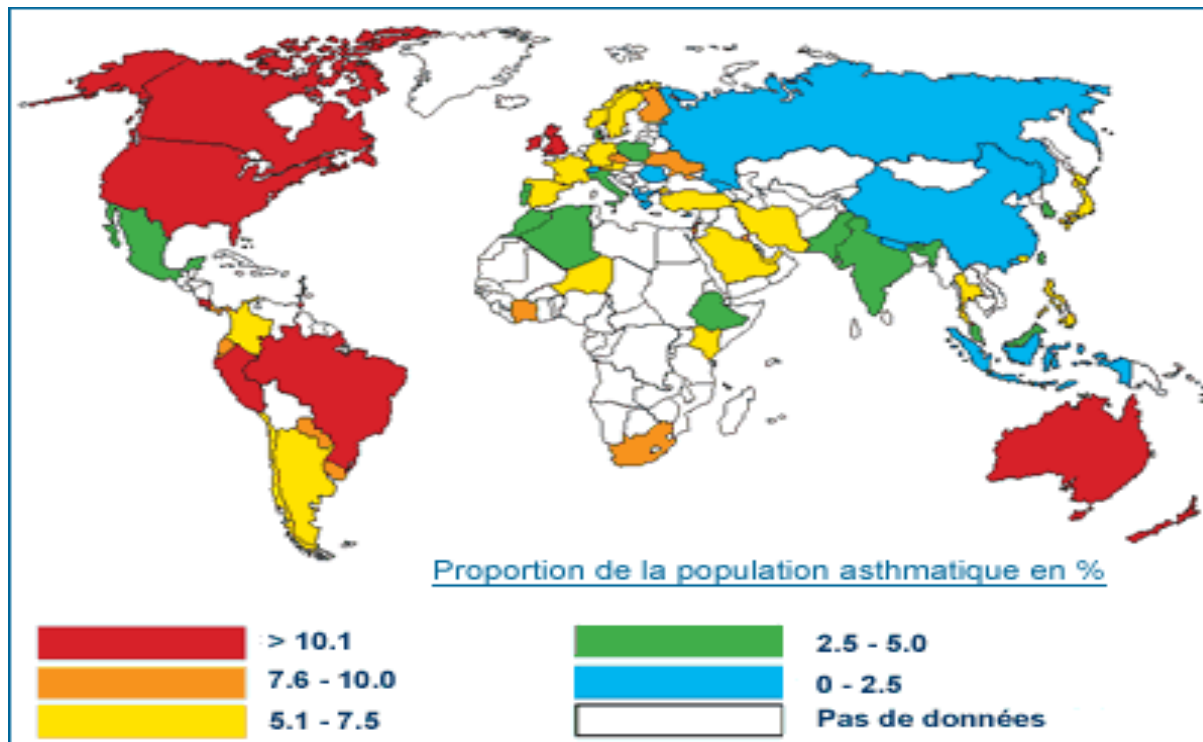 Proportion de la population asthmatique en %
> 10.1
7.6 - 10.0
5.1 - 7.5
2.5 - 5.0
0 - 2.5
Pas de données